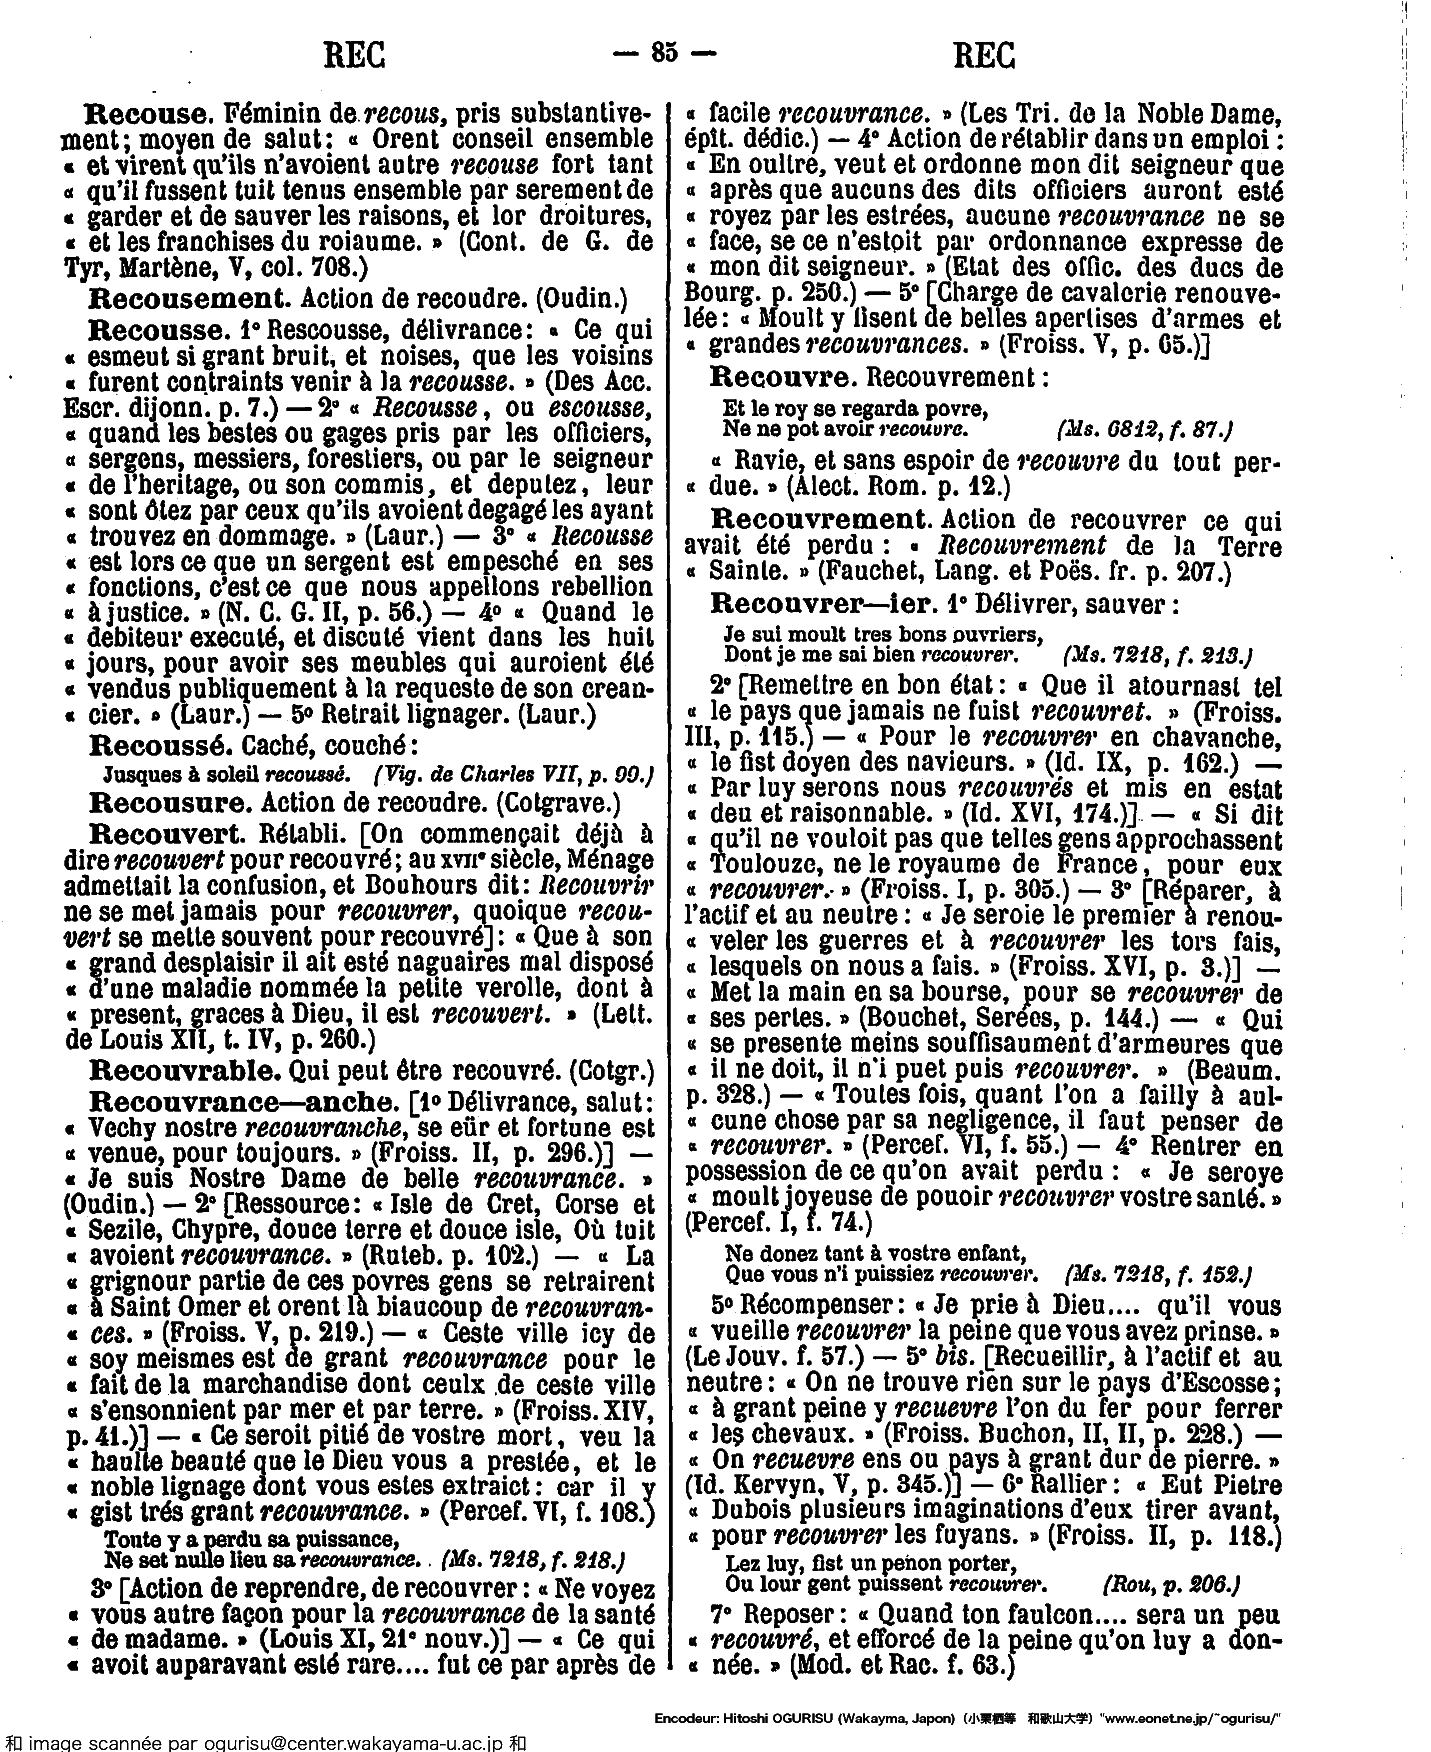 REC — 85 — REC
Recouse. Féminin de recous, pris substantive-
ment; moyen de salut: « Orent conseil ensemble
« et virent qu'ils n'avoient autre recouse fort tant
« qu'il fussent tuit tenus ensemble par serement de
« garder et de sauver les raisons, et lor droitures,
« et les franchises du roiaume. » (Cont. de G. de
Tyr, Martène, V, col. 708.)
Recousement. Action de recoudre. (Oudin.)
Recousse. 1° Rescousse, délivrance: « Ce qui
« esmeut si grant bruit, et noises, que les voisins
« furent contraints venir à la recousse. » (Des Acc.
Escr. dijonn. p. 7.) — 2° « Recousse, ou escousse,
« quand les bestes ou gages pris par les officiers,
« sergens, messiers, forestiers, ou par le seigneur
« de l'heritage, ou son commis, et deputez, leur
« sont ôtez par ceux qu'ils avoient degagé les ayant
« trouvez en dommage. » (Laur.) — 3° « Recousse
« est lors ce que un sergent est empesché en ses
« fonctions, c'est ce que nous appellons rebellion
« à justice. » (N. C. G. II, p. 56.) — 4° « Quand le
« debiteur executé, et discuté vient dans les huit
« jours, pour avoir ses meubles qui auroient été
« vendus publiquement à la requeste de son crean-
« cier. » (Laur.) — 5° Retrait lignager. (Laur.)
Recoussé. Caché, couché:
Jusques à soleil recoussé. (Vig. de Charles VII, p. 99.)
Recousure. Action de recoudre. (Cotgrave.)
Recouvert. Rétabli. [On commençait déjà à
dire recouvert pour recouvré; au XVIIe siècle, Ménage
admettait la confusion, et Bouhours dit: Recouvrir
ne se met jamais pour recouvrer, quoique recou-
vert se mette souvent pour recouvré]: « Que à son
« grand desplaisir il ait esté naguaires mal disposé
« d'une maladie nommée la petite verolle, dont à
« present, graces à Dieu, il est recouvert. » (Lett.
de Louis XII, t. IV, p. 260.)
Recouvrable. Qui peut être recouvré. (Cotgr.)
Recouvrance—anche. [1° Délivrance, salut:
« Vechy nostre recouvranche, se eür et fortune est
« venue, pour toujours. » (Froiss. II, p. 296.)] —
« Je suis Nostre Dame de belle recouvrance. »
(Oudin.) — 2° [Ressource: « Isle de Cret, Corse et
« Sezile, Chypre, douce terre et douce isle, Où tuit
« avoient recouvrance. » (Ruteb. p. 102.) — « La
« grignour partie de ces povres gens se retrairent
« à Saint Omer et orent là biaucoup de recouvran-
« ces. » (Froiss. V, p. 219.) — « Ceste ville icy de
« soy meismes est de grant recouvrance pour le
« fait de la marchandise dont ceulx de ceste ville
« s'ensonnient par mer et par terre. » (Froiss. XIV,
p. 41.)] — « Ce seroit pitié de vostre mort, veu la
« haulte beauté que le Dieu vous a prestée, et le
« noble lignage dont vous estes extraict: car il y
« gist trés grant recouvrance. » (Percef. VI, f. 108.)
Toute y a perdu sa puissance,
Ne set nulle lieu sa recouvrance. (Ms. 7218, f. 218.)
3° [Action de reprendre, de recouvrer: « Ne voyez
« vous autre façon pour la recouvrance de la santé
« de madame. » (Louis XI, 21e nouv.)] — « Ce qui
« avoit auparavant esté rare.... fut ce par après de
« facile recouvrance. » (Les Tri. de la Noble Dame,
épît. dédic.) — 4° Action de rétablir dans un emploi:
« En oultre, veut et ordonne mon dit seigneur que
« après que aucuns des dits officiers auront esté
« royez par les estrées, aucune recouvrance ne se
« face, se ce n'estoit par ordonnance expresse de
« mon dit seigneur. » (Etat des offic. des ducs de
Bourg. p. 250.) — 5° [Charge de cavalerie renouve-
lée: « Moult y fisent de belles apertises d'armes et
« grandes recouvrances. » (Froiss. V, p. 65.)]
Recouvre. Recouvrement:
Et le roy se regarda povre,
Ne ne pot avoir recouvre. (Ms. 6812, f. 87.)
« Ravie, et sans espoir de recouvre du tout per-
« due. » (Alect. Rom. p. 12.)
Recouvrement. Action de recouvrer ce qui
avait été perdu: « Recouvrement de la Terre
« Sainte. » (Fauchet, Lang. et Poës. fr. p. 207.)
Recouvrer—ier. 1° Délivrer, sauver:
Je sui moult tres bons ouvriers,
Dont je me sai bien recouvrer. (Ms. 7218, f. 213.)
2° [Remettre en bon état: « Que il atournast tel
« le pays que jamais ne fuist recouvret. » (Froiss.
III, p. 115.) — « Pour le recouvrer en chavanche,
« le fist doyen des navieurs. » (Id. IX, p. 162.) —
« Par luy serons nous recouvrés et mis en estat
« deu et raisonnable. » (Id. XVI, 174.)] — « Si dit
« qu'il ne vouloit pas que telles gens approchassent
« Toulouze, ne le royaume de France, pour eux
« recouvrer. » (Froiss. I, p. 305.) — 3° [Réparer, à
l'actif et au neutre: « Je seroie le premier à renou-
« veler les guerres et à recouvrer les tors fais,
« lesquels on nous a fais. » (Froiss. XVI, p. 3.)] —
« Met la main en sa bourse, pour se recouvrer de
« ses pertes. » (Bouchet, Serées, p. 144.) — « Qui
« se presente meins souffisaument d'armeures que
« il ne doit, il n'i puet puis recouvrer. » (Beaum.
p. 328.) — « Toutes fois, quant l'on a failly à aul-
« cune chose par sa negligence, il faut penser de
« recouvrer. » (Percef. VI, f. 55.) — 4° Rentrer en
possession de ce qu'on avait perdu: « Je seroye
« moult joyeuse de pouoir recouvrer vostre santé. »
(Percef. I, f. 74.)
Ne donez tant à vostre enfant,
Que vous n'i puissiez recouvrer. (Ms. 7218, f. 152.)
5° Récompenser: « Je prie à Dieu.... qu'il vous
« vueille recouvrer la peine que vous avez prinse. »
(Le Jouv. f. 57.) — 5° bis. [Recueillir, à l'actif et au
neutre: « On ne trouve rien sur le pays d'Escosse;
« à grant peine y recuevre l'on du fer pour ferrer
« les chevaux. » (Froiss. Buchon, II, II, p. 228.) —
« On recuevre ens ou pays à grant dur de pierre. »
(Id. Kervyn, V, p. 345.)] — 6° Rallier: « Eut Pietre
« Dubois plusieurs imaginations d'eux tirer avant,
« pour recouvrer les fuyans. » (Froiss. II, p. 118.)
Lez luy, fist un penon porter,
Ou lour gent puissent recouvrer. (Rou, p. 206.)
7° Reposer: « Quand ton faulcon.... sera un peu
« recouvré, et efforcé de la peine qu'on luy a don-
« née. » (Mod. et Rac. f. 63.)
Encodeur: Hitoshi OGURISU (Wakayma, Japon) (小栗栖等 和歌山大学) "www.eonet.ne.jp/~ogurisu/"
和 image scannée par ogurisu@center.wakayama-u.ac.jp 和